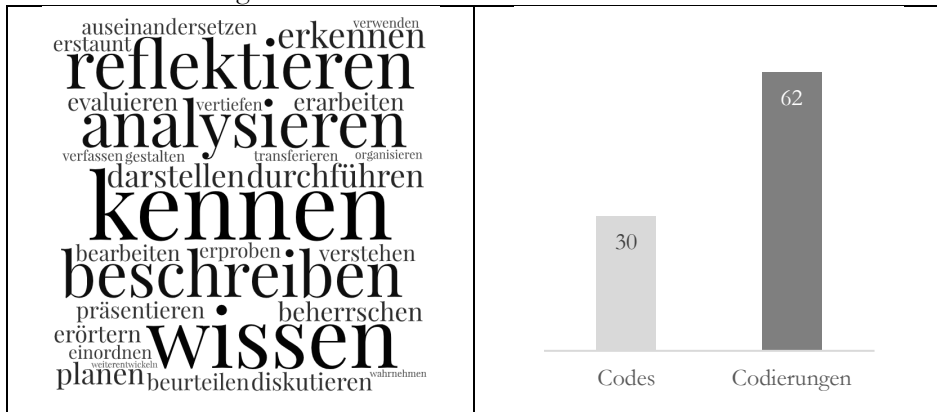 auseinandersetzen verwenden
erstaunt erkennen
reflektieren
evaluieren vertiefen erarbeiten
analysieren
verfassen gestalten transferieren organisieren
darstellen durchführen
kennen
bearbeiten erproben verstehen
beschreiben
präsentieren beherrschen
erörtern wissen
einordnen
weiterentwickeln wahrnehmen
planen beurteilen diskutieren
62
30
Codes Codierungen